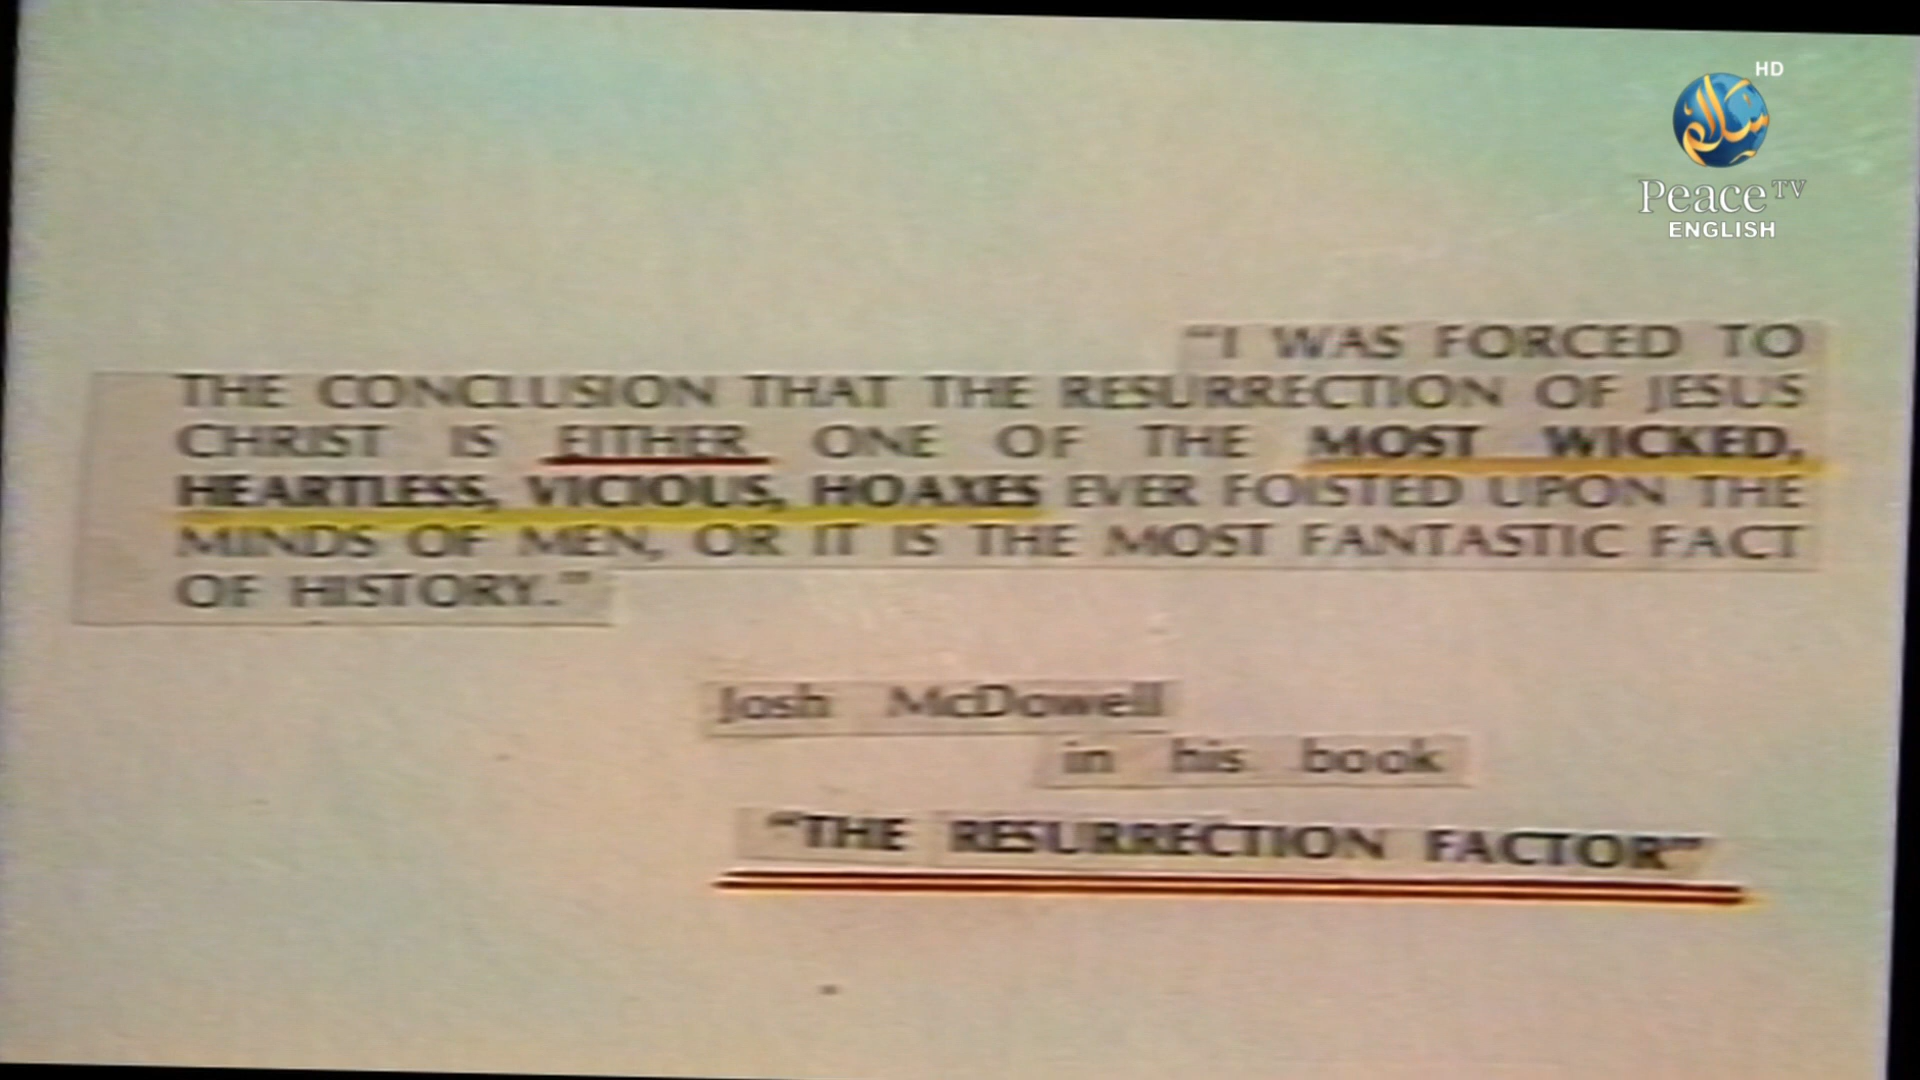 HD
سلام
Peace TV
ENGLISH
"I WAS FORCED TO
THE CONCLUSION THAT THE RESURRECTION OF JESUS
CHRIST IS EITHER ONE OF THE MOST WICKED,
HEARTLESS, VICIOUS, HOAXES EVER FOISTED UPON THE
MINDS OF MEN, OR IT IS THE MOST FANTASTIC FACT
OF HISTORY."
Josh McDowell
in his book
"THE RESURRECTION FACTOR"